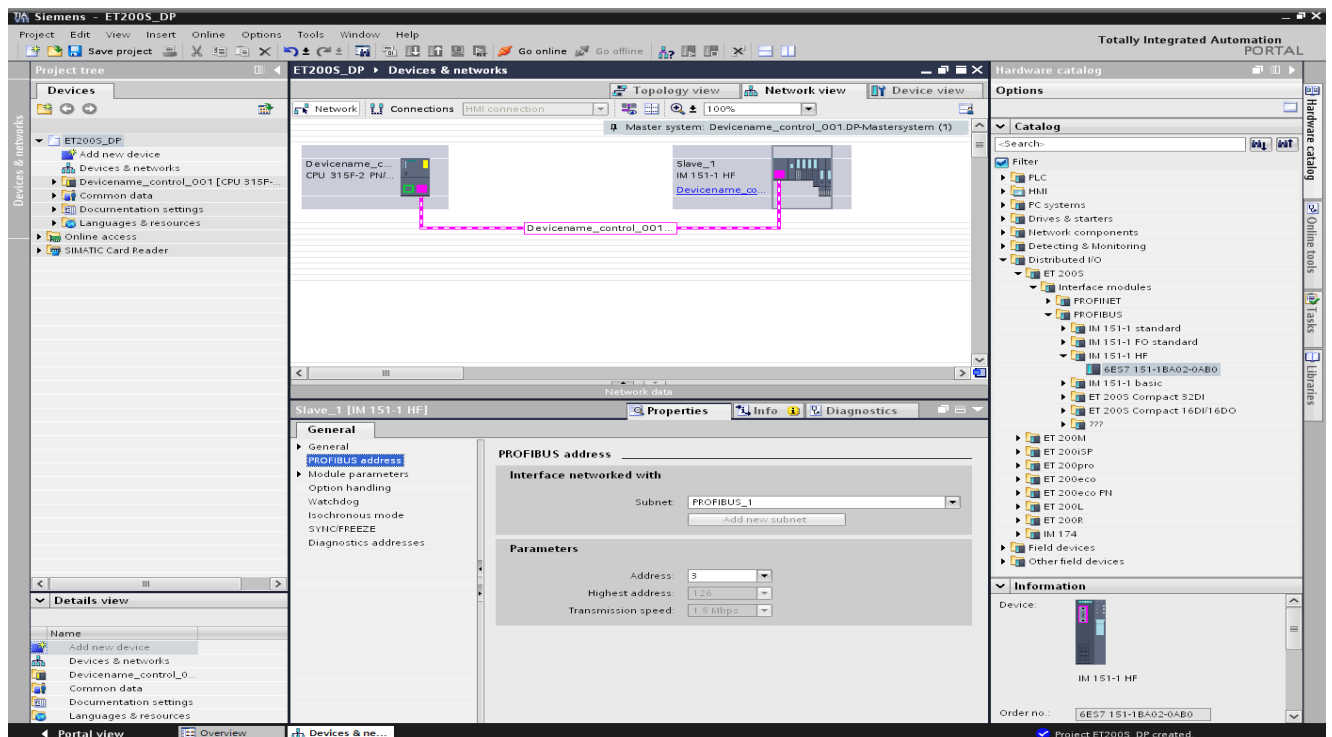 Siemens - ET200S_DP
Project Edit View Insert Online Options Tools Window Help
Save project
Go online
Go offline
Totally Integrated Automation
PORTAL
Project tree
Devices
ET200S_DP
Add new device
Devices & networks
Devicename_control_001 [CPU 315F-...
Common data
Documentation settings
Languages & resources
Online access
SIMATIC Card Reader
Devices & networks
Details view
Name
Add new device
Devices & networks
Devicename_control_0...
Common data
Documentation settings
Languages & resources
ET200S_DP ▸ Devices & networks
Topology view
Network view
Device view
Network
Connections
HMI connection
100%
Master system: Devicename_control_001.DP-Mastersystem (1)
Devicename_c...
CPU 315F-2 PN/...
Slave_1
IM 151-1 HF
Devicename_co...
Devicename_control_001...
Network data
Slave_1 [IM 151-1 HF]
Properties
Info
Diagnostics
General
General
PROFIBUS address
Module parameters
Option handling
Watchdog
Isochronous mode
SYNC/FREEZE
Diagnostics addresses
PROFIBUS address
Interface networked with
Subnet: PROFIBUS_1
Add new subnet
Parameters
Address: 3
Highest address: 126
Transmission speed: 1.5 Mbps
Hardware catalog
Options
Catalog
<Search>
Filter
PLC
HMI
PC systems
Drives & starters
Network components
Detecting & Monitoring
Distributed I/O
ET 200S
Interface modules
PROFINET
PROFIBUS
IM 151-1 standard
IM 151-1 FO standard
IM 151-1 HF
6ES7 151-1BA02-0AB0
IM 151-1 basic
ET 200S Compact 32DI
ET 200S Compact 16DI/16DO
???
ET 200M
ET 200iSP
ET 200pro
ET 200eco
ET 200eco PN
ET 200L
ET 200R
IM 174
Field devices
Other field devices
Information
Device:
IM 151-1 HF
Order no.: 6ES7 151-1BA02-0AB0
Hardware catalog
Online tools
Tasks
Libraries
Portal view
Overview
Devices & ne...
Project ET200S_DP created